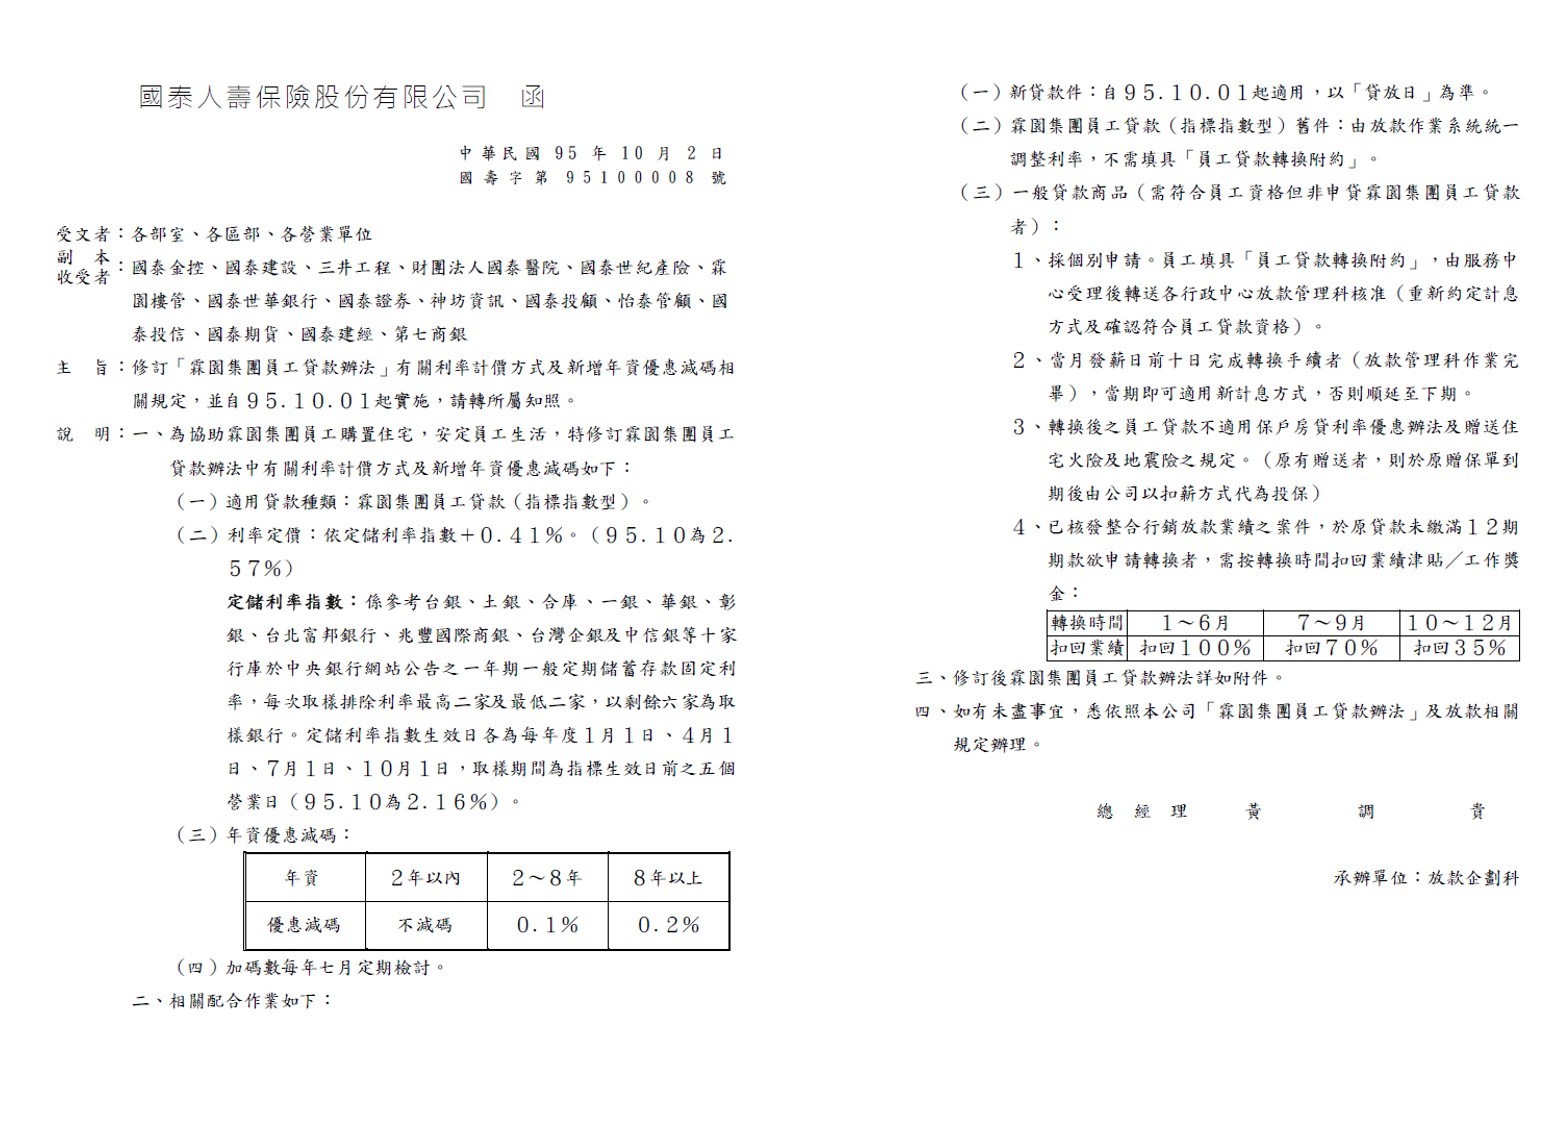 國泰人壽保險股份有限公司　函
中華民國 95 年 10 月 2 日
國壽字第 95100008 號
受文者：各部室、各區部、各營業單位
副　本
收受者：國泰金控、國泰建設、三井工程、財團法人國泰醫院、國泰世紀產險、霖
園樓管、國泰世華銀行、國泰證券、神坊資訊、國泰投顧、怡泰管顧、國
泰投信、國泰期貨、國泰建經、第七商銀
主　旨：修訂「霖園集團員工貸款辦法」有關利率計價方式及新增年資優惠減碼相
關規定，並自９５.１０.０１起實施，請轉所屬知照。
說　明：一、為協助霖園集團員工購置住宅，安定員工生活，特修訂霖園集團員工
貸款辦法中有關利率計價方式及新增年資優惠減碼如下：
（一）適用貸款種類：霖園集團員工貸款（指標指數型）。
（二）利率定價：依定儲利率指數＋０.４１%。（９５.１０為２.
５７%）
定儲利率指數：係參考台銀、土銀、合庫、一銀、華銀、彰
銀、台北富邦銀行、兆豐國際商銀、台灣企銀及中信銀等十家
行庫於中央銀行網站公告之一年期一般定期儲蓄存款固定利
率，每次取樣排除利率最高二家及最低二家，以剩餘六家為取
樣銀行。定儲利率指數生效日各為每年度１月１日、４月１
日、７月１日、１０月１日，取樣期間為指標生效日前之五個
營業日（９５.１０為２.１６%）。
（三）年資優惠減碼：
年資　２年以內　２～８年　８年以上
優惠減碼　不減碼　０.１%　０.２%
（四）加碼數每年七月定期檢討。
二、相關配合作業如下：
（一）新貸款件：自９５.１０.０１起適用，以「貸放日」為準。
（二）霖園集團員工貸款（指標指數型）舊件：由放款作業系統統一
調整利率，不需填具「員工貸款轉換附約」。
（三）一般貸款商品（需符合員工資格但非申貸霖園集團員工貸款
者）：
１、採個別申請。員工填具「員工貸款轉換附約」，由服務中
心受理後轉送各行政中心放款管理科核准（重新約定計息
方式及確認符合員工貸款資格）。
２、當月發薪日前十日完成轉換手續者（放款管理科作業完
畢），當期即可適用新計息方式，否則順延至下期。
３、轉換後之員工貸款不適用保戶房貸利率優惠辦法及贈送住
宅火險及地震險之規定。（原有贈送者，則於原贈保單到
期後由公司以扣薪方式代為投保）
４、已核發整合行銷放款業績之案件，於原貸款未繳滿１２期
期款欲申請轉換者，需按轉換時間扣回業績津貼／工作獎
金：
轉換時間　１～６月　７～９月　１０～１２月
扣回業績　扣回１００%　扣回７０%　扣回３５%
三、修訂後霖園集團員工貸款辦法詳如附件。
四、如有未盡事宜，悉依照本公司「霖園集團員工貸款辦法」及放款相關
規定辦理。
總　經　理　黃　調　貴
承辦單位：放款企劃科